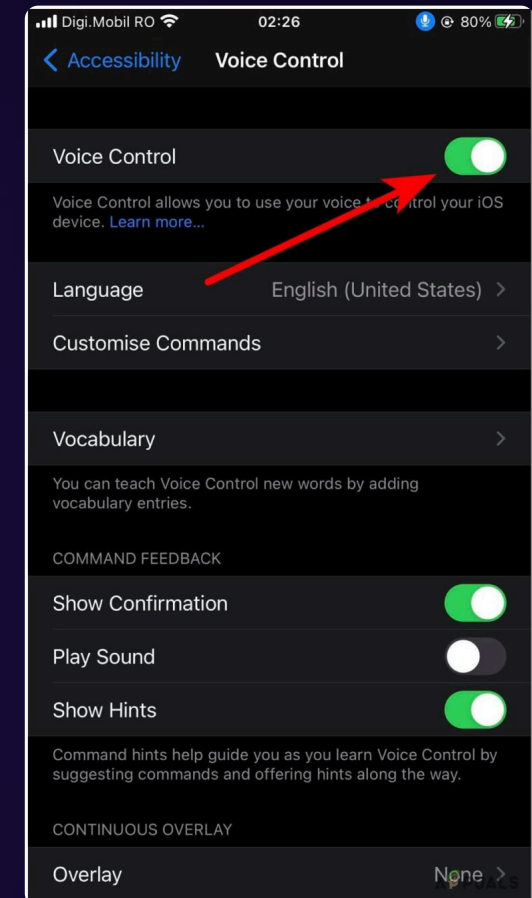 Digi.Mobil RO 02:26 80%
Accessibility Voice Control
Voice Control
Voice Control allows you to use your voice to control your iOS
device. Learn more...
Language English (United States)
Customise Commands
Vocabulary
You can teach Voice Control new words by adding
vocabulary entries.
COMMAND FEEDBACK
Show Confirmation
Play Sound
Show Hints
Command hints help guide you as you learn Voice Control by
suggesting commands and offering hints along the way.
CONTINUOUS OVERLAY
Overlay None
APPUALS